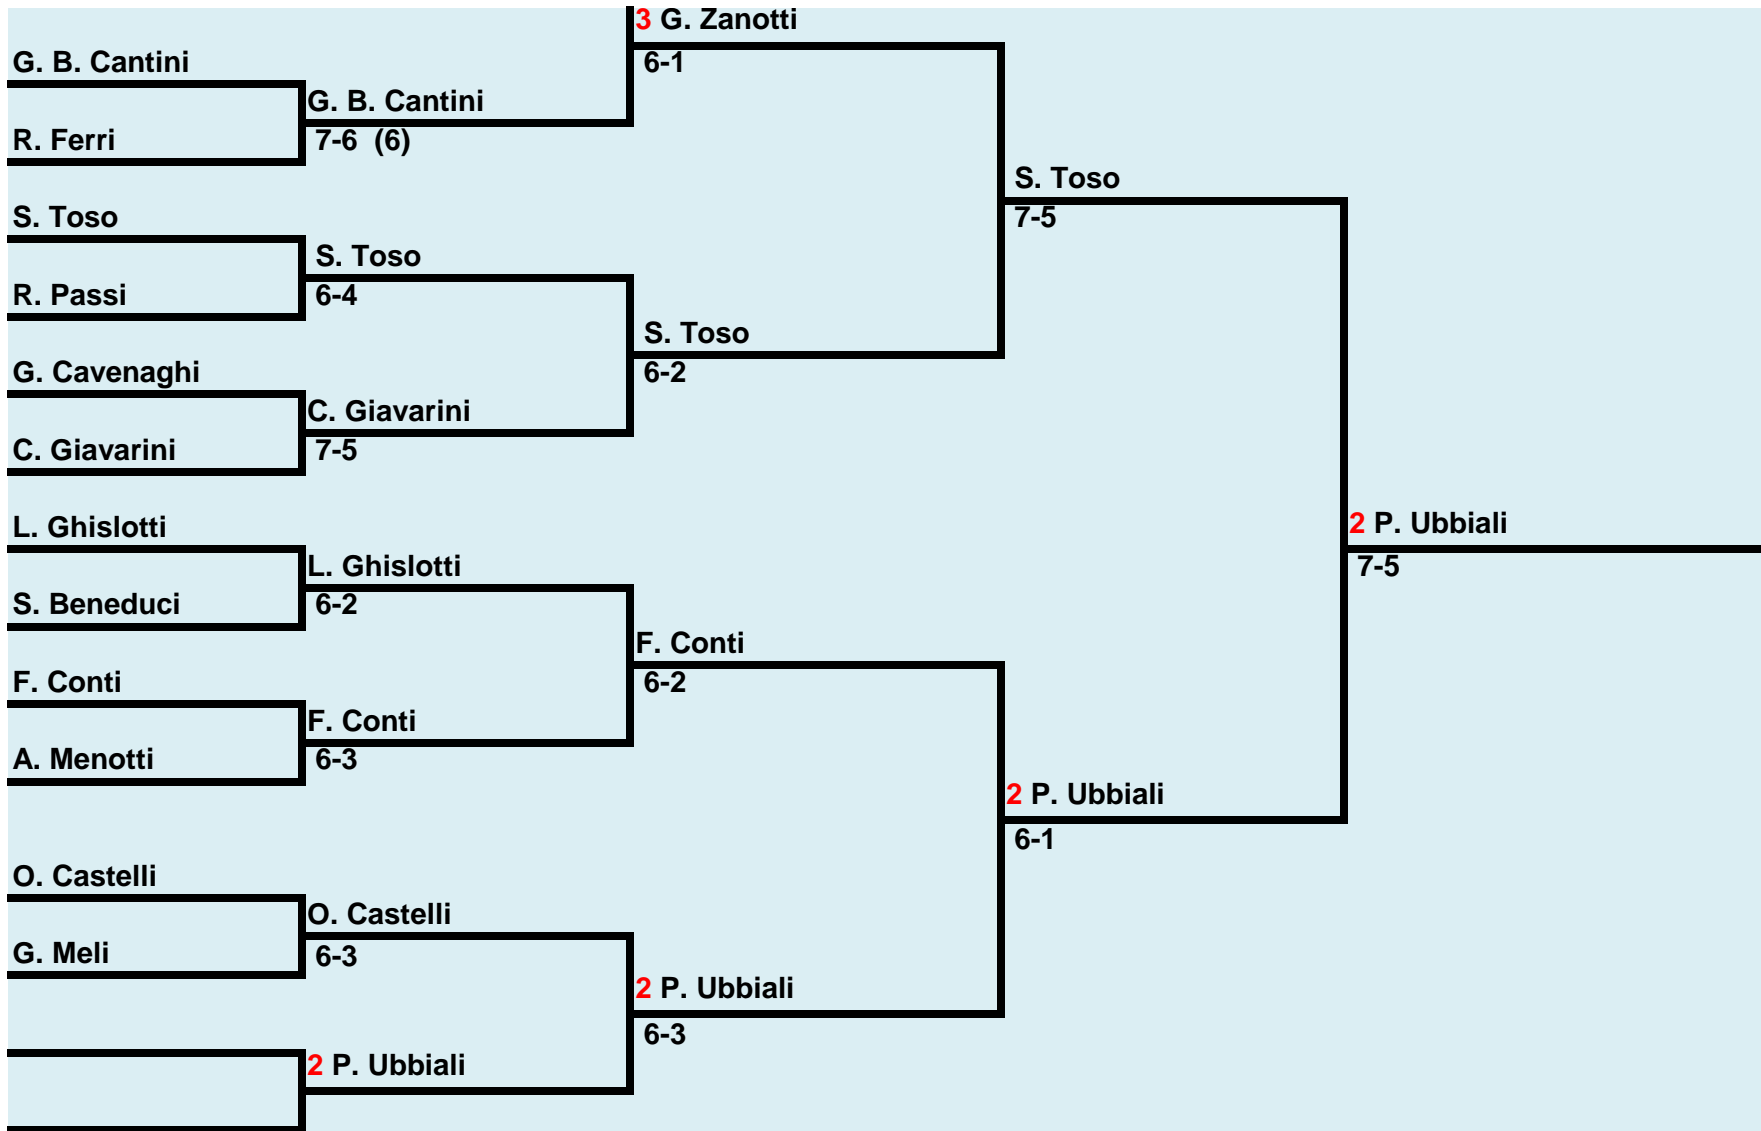 3 G. Zanotti
G. B. Cantini
6-1
G. B. Cantini
R. Ferri
7-6 (6)
S. Toso
S. Toso
7-5
S. Toso
R. Passi
6-4
S. Toso
G. Cavenaghi
6-2
C. Giavarini
C. Giavarini
7-5
L. Ghislotti
2 P. Ubbiali
L. Ghislotti
7-5
S. Beneduci
6-2
F. Conti
F. Conti
6-2
F. Conti
A. Menotti
6-3
2 P. Ubbiali
6-1
O. Castelli
O. Castelli
G. Meli
6-3
2 P. Ubbiali
6-3
2 P. Ubbiali